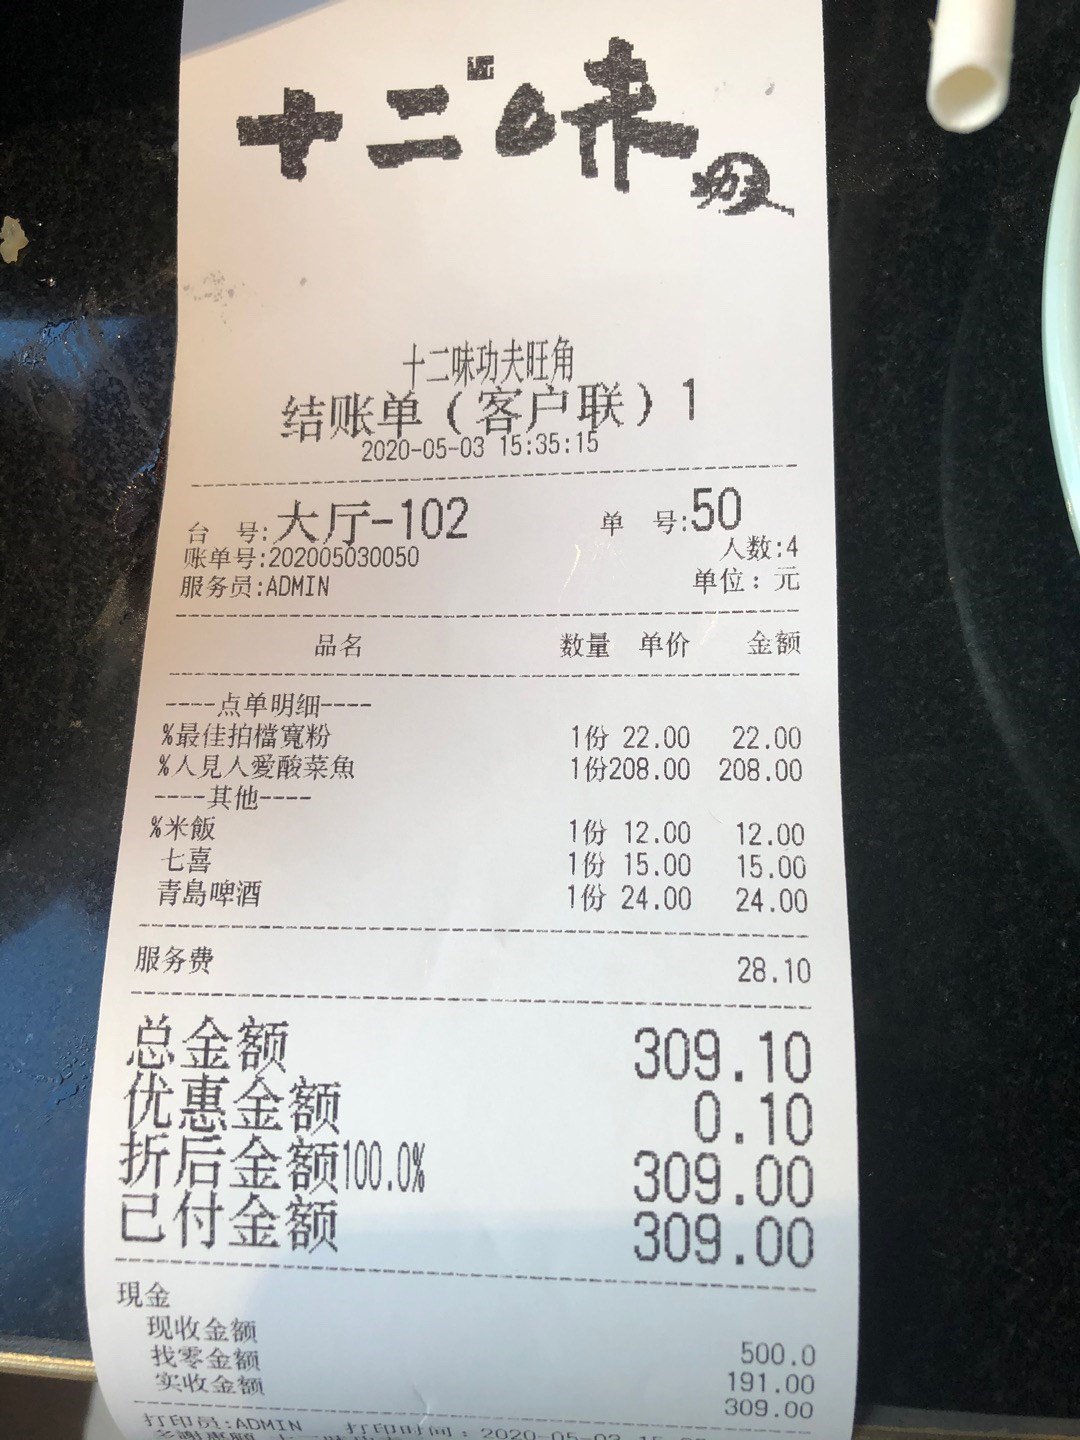 十二味
十二味功夫旺角
结账单(客户联)1
2020-05-03 15:35:15
台 号:大厅-102 单 号:50
账单号:202005030050 人数:4
服务员:ADMIN 单位: 元
品名 数量 单价 金额
----点单明细----
%最佳拍檔寬粉 1份 22.00 22.00
%人見人愛酸菜魚 1份208.00 208.00
----其他----
%米飯 1份 12.00 12.00
七喜 1份 15.00 15.00
青島啤酒 1份 24.00 24.00
服务费 28.10
总金额 309.10
优惠金额 0.10
折后金额100.0% 309.00
已付金额 309.00
現金
现收金额 500.0
找零金额 191.00
实收金额 309.00
打印员:ADMIN 打印时间: 2020-05-03